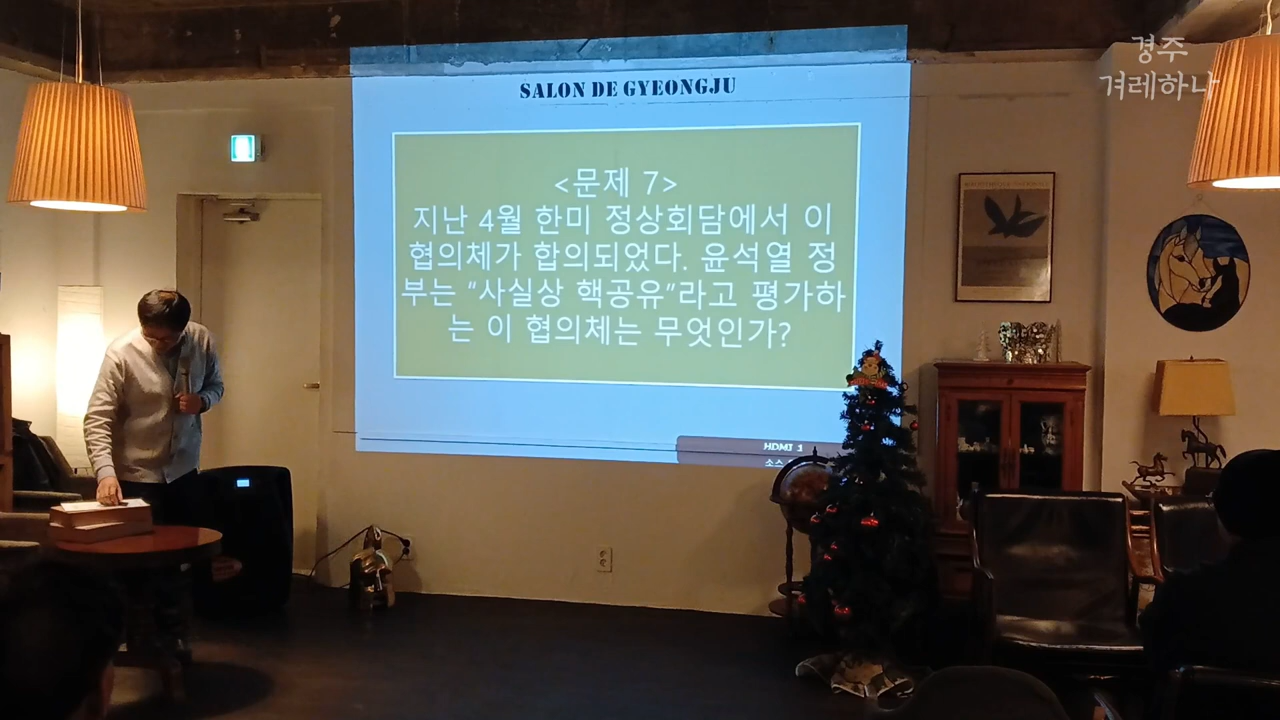 경주
겨레하나
SALON DE GYEONGJU
<문제 7>
지난 4월 한미 정상회담에서 이
협의체가 합의되었다. 윤석열 정
부는 “사실상 핵공유”라고 평가하
는 이 협의체는 무엇인가?
HDMI 1
소스